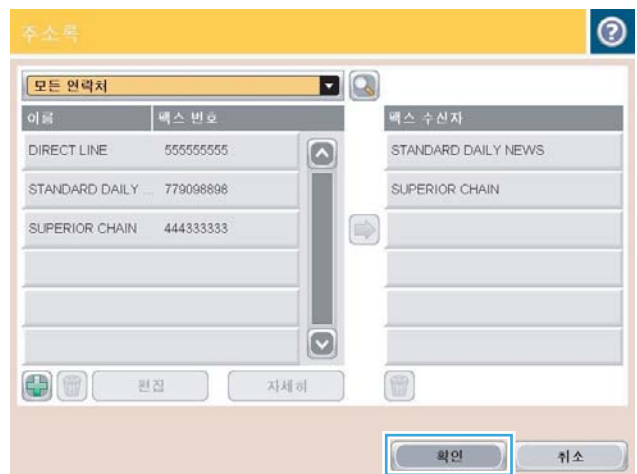 주소록
?
모든 연락처
이름 팩스 번호
팩스 수신자
DIRECT LINE 555555555
STANDARD DAILY NEWS
STANDARD DAILY ... 779098898
SUPERIOR CHAIN
SUPERIOR CHAIN 444333333
편집 자세히
확인 취소